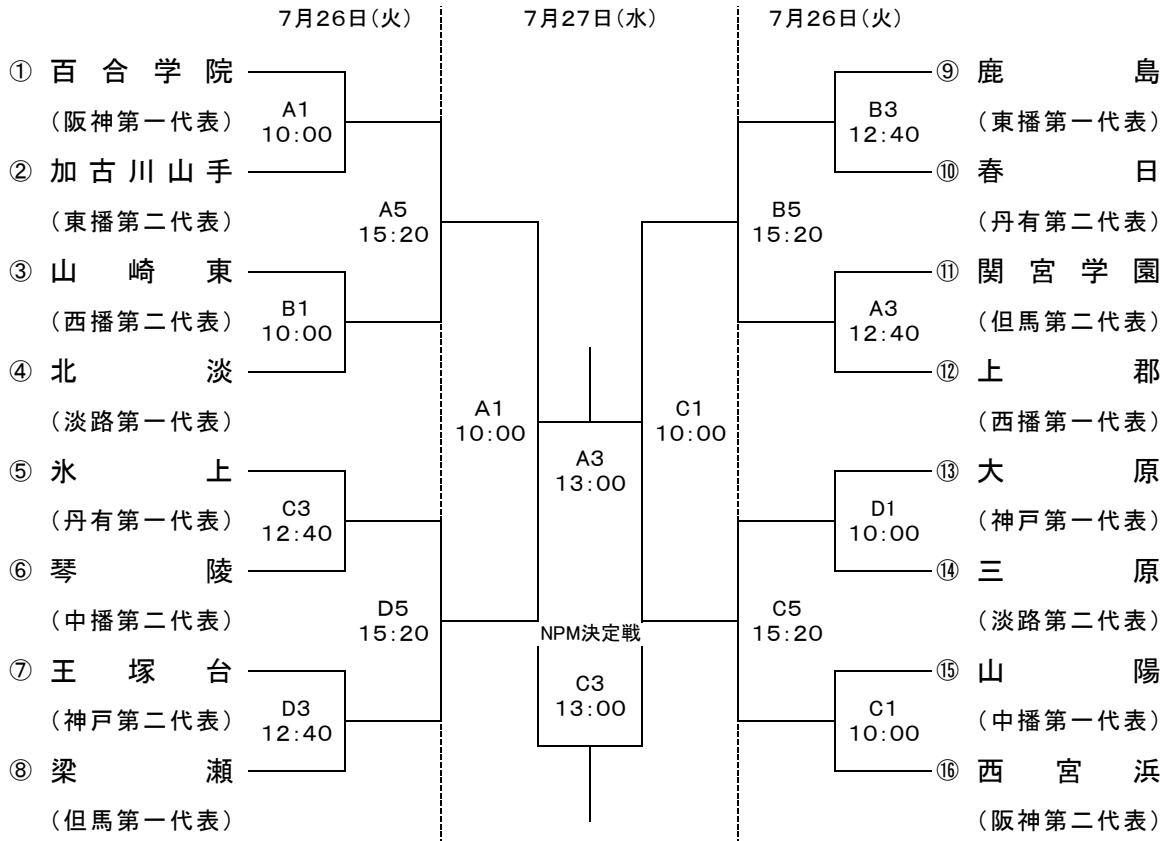 7月26日(火) 7月27日(水) 7月26日(火)
① 百合学院 ⑨ 鹿島
(阪神第一代表) A1 B3 (東播第一代表)
10:00 12:40
② 加古川山手 ⑩ 春日
(東播第二代表) A5 B5 (丹有第二代表)
15:20 15:20
③ 山崎東 ⑪ 関宮学園
(西播第二代表) B1 A3 (但馬第二代表)
10:00 12:40
④ 北淡 ⑫ 上郡
(淡路第一代表) A1 C1 (西播第一代表)
10:00 10:00
A3
13:00
⑤ 氷上 ⑬ 大原
(丹有第一代表) C3 D1 (神戸第一代表)
12:40 10:00
⑥ 琴陵 ⑭ 三原
(中播第二代表) D5 C5 (淡路第二代表)
15:20 NPM決定戦 15:20
⑦ 王塚台 ⑮ 山陽
C3
13:00
(神戸第二代表) D3 C1 (中播第一代表)
12:40 10:00
⑧ 梁瀬 ⑯ 西宮浜
(但馬第一代表) (阪神第二代表)